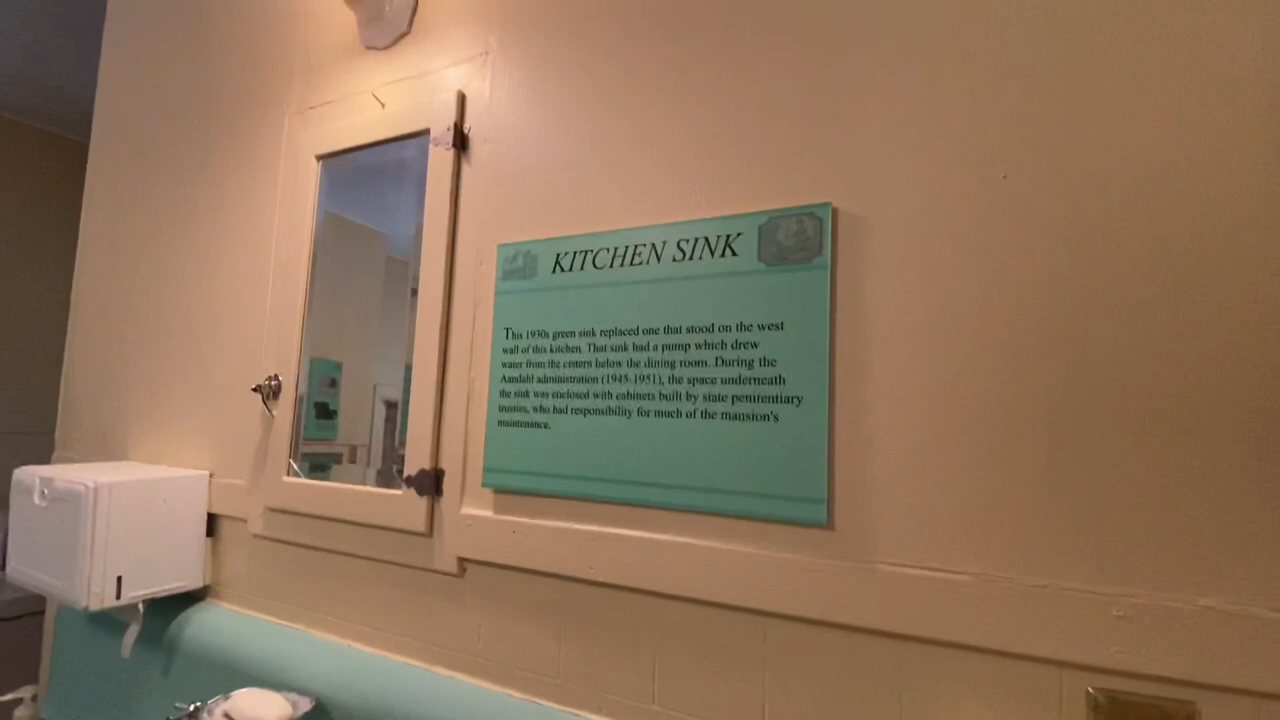 KITCHEN SINK
This 1930s green sink replaced one that stood on the west
wall of this kitchen. That sink had a pump which drew
water from the cistern below the dining room. During the
Aandahl administration (1945-1951), the space underneath
the sink was enclosed with cabinets built by state penitentiary
trusties, who had responsibility for much of the mansion's
maintenance.